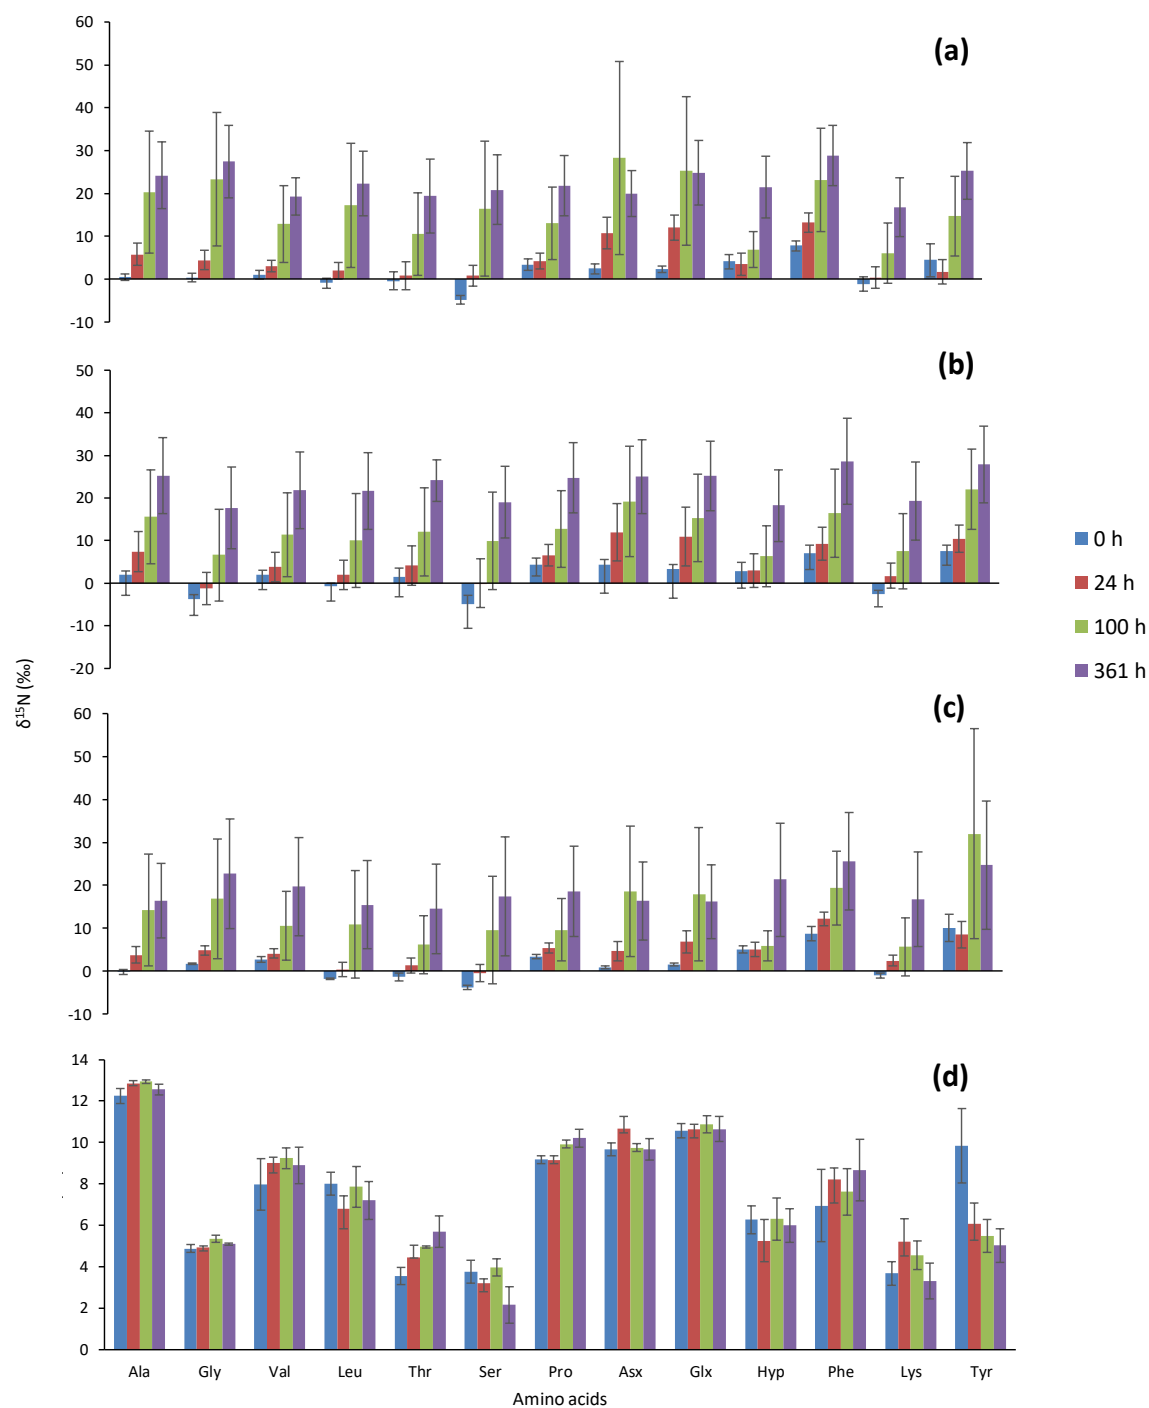 (a)
60
50
40
30
20
10
0
-10
(b)
50
40
30
20
10
0
-10
-20
0 h
24 h
100 h
361 h
δ15N (‰)
(c)
60
50
40
30
20
10
0
-10
(d)
14
12
10
8
6
4
2
0
Ala Gly Val Leu Thr Ser Pro Asx Glx Hyp Phe Lys Tyr
Amino acids